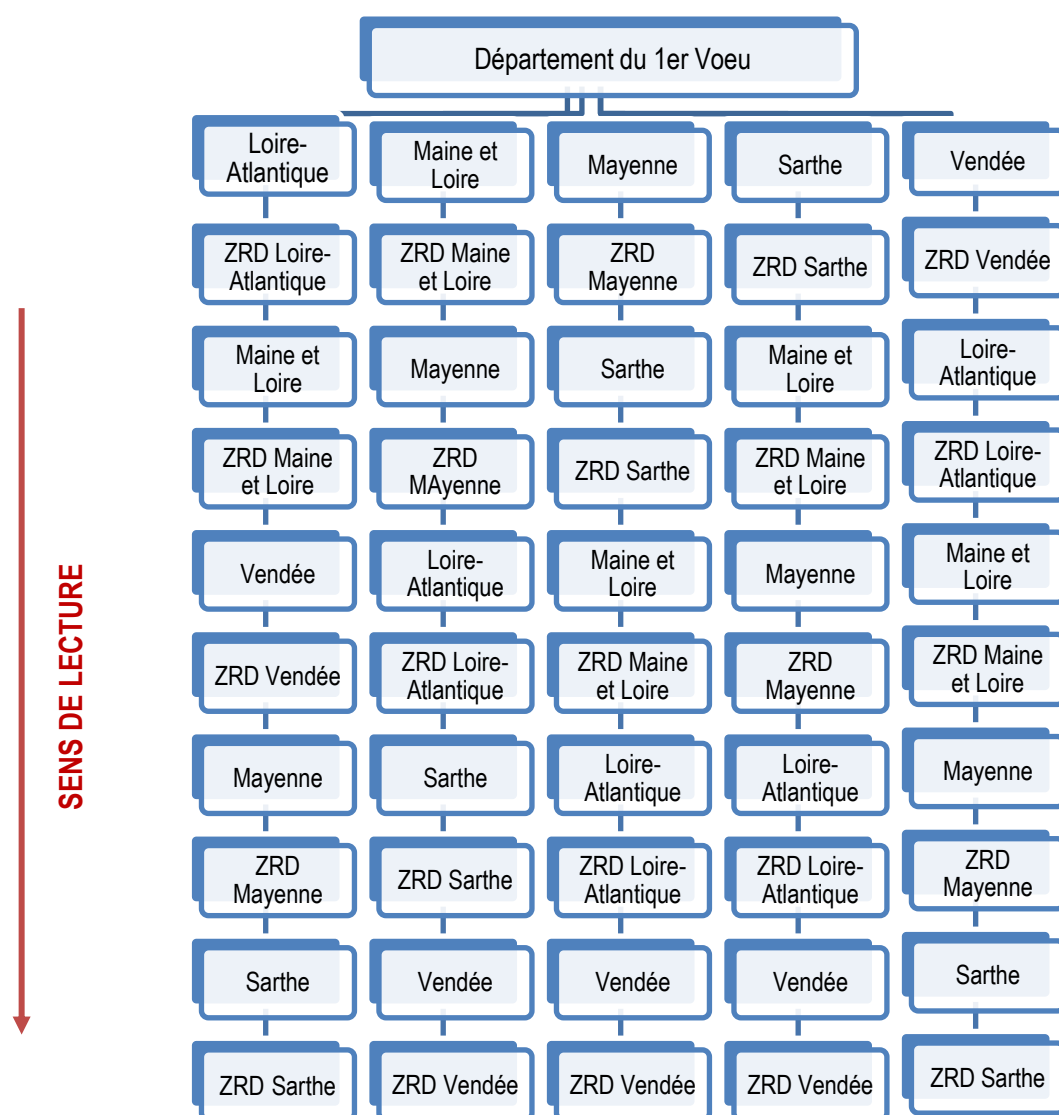 Département du 1er Voeu
Loire-
Atlantique
ZRD Loire-
Atlantique
Maine et
Loire
ZRD Maine
et Loire
Vendée
ZRD Vendée
Mayenne
ZRD
Mayenne
Sarthe
ZRD Sarthe
Maine et
Loire
ZRD Maine
et Loire
Mayenne
ZRD
MAyenne
Loire-
Atlantique
ZRD Loire-
Atlantique
Sarthe
ZRD Sarthe
Vendée
ZRD Vendée
Mayenne
ZRD
Mayenne
Sarthe
ZRD Sarthe
Maine et
Loire
ZRD Maine
et Loire
Loire-
Atlantique
ZRD Loire-
Atlantique
Vendée
ZRD Vendée
Sarthe
ZRD Sarthe
Maine et
Loire
ZRD Maine
et Loire
Mayenne
ZRD
Mayenne
Loire-
Atlantique
ZRD Loire-
Atlantique
Vendée
ZRD Vendée
Vendée
ZRD Vendée
Loire-
Atlantique
ZRD Loire-
Atlantique
Maine et
Loire
ZRD Maine
et Loire
Mayenne
ZRD
Mayenne
Sarthe
ZRD Sarthe
SENS DE LECTURE